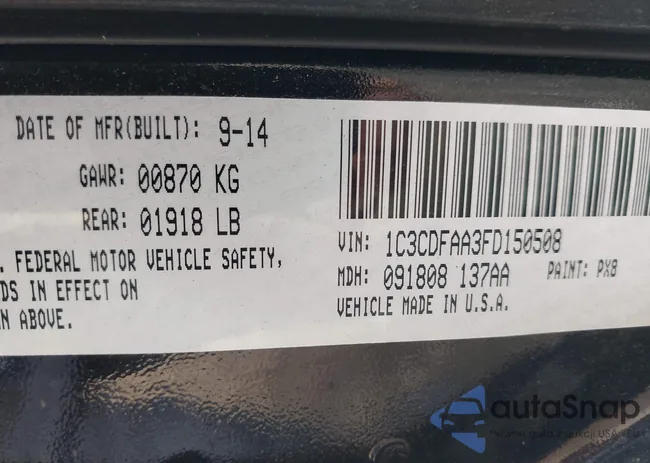 DATE OF MFR(BUILT): 9-14
GAWR: 00870 KG
REAR: 01918 LB
. FEDERAL MOTOR VEHICLE SAFETY,
DS IN EFFECT ON
N ABOVE.
VIN: 1C3CDFAA3FD150508
MDH: 091808 137AA PAINT: PX8
VEHICLE MADE IN U.S.A.
autoSnap